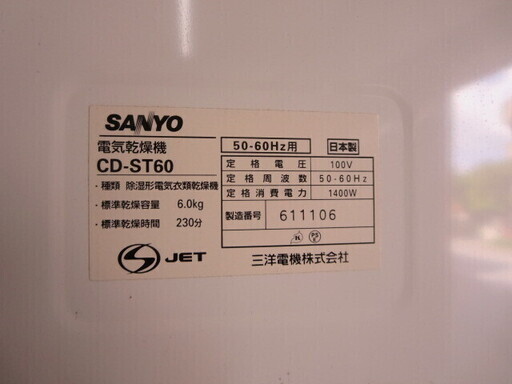 SANYO
電気乾燥機
CD-ST60
・種類 除湿形電気衣類乾燥機
・標準乾燥容量 6.0kg
・標準乾燥時間 230分
JET
50-60Hz用 日本製
定格電圧 100V
定格周波数 50-60Hz
定格消費電力 1400W
製造番号 611106
三洋電機株式会社